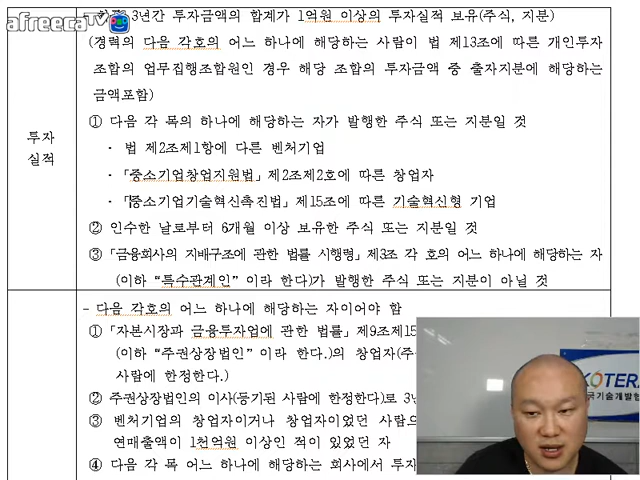 afreecaTV
3년간 투자금액의 합계가 1억원 이상의 투자실적 보유(주식, 지분)
(경력의 다음 각호의 어느 하나에 해당하는 사람이 법 제13조에 따른 개인투자
조합의 업무집행조합원인 경우 해당 조합의 투자금액 중 출자지분에 해당하는
금액포함)
① 다음 각 목의 하나에 해당하는 자가 발행한 주식 또는 지분일 것
투자
· 법 제2조제1항에 다른 벤처기업
실적
· 「중소기업창업지원법」 제2조제2호에 따른 창업자
· 「중소기업기술혁신촉진법」 제15조에 따른 기술혁신형 기업
② 인수한 날로부터 6개월 이상 보유한 주식 또는 지분일 것
③ 「금융회사의 지배구조에 관한 법률 시행령」 제3조 각 호의 어느 하나에 해당하는 자
(이하 “특수관계인” 이라 한다)가 발행한 주식 또는 지분이 아닐 것
- 다음 각호의 어느 하나에 해당하는 자이어야 함
① 「자본시장과 금융투자업에 관한 법률」 제9조제15
(이하 “주권상장법인” 이라 한다.)의 창업자(주
사람에 한정한다.)
② 주권상장법인의 이사(등기된 사람에 한정한다)로 3년
③ 벤처기업의 창업자이거나 창업자이었던 사람으
연매출액이 1천억원 이상인 적이 있었던 자
④ 다음 각 목 어느 하나에 해당하는 회사에서 투자
KOTERA
국기술개발협